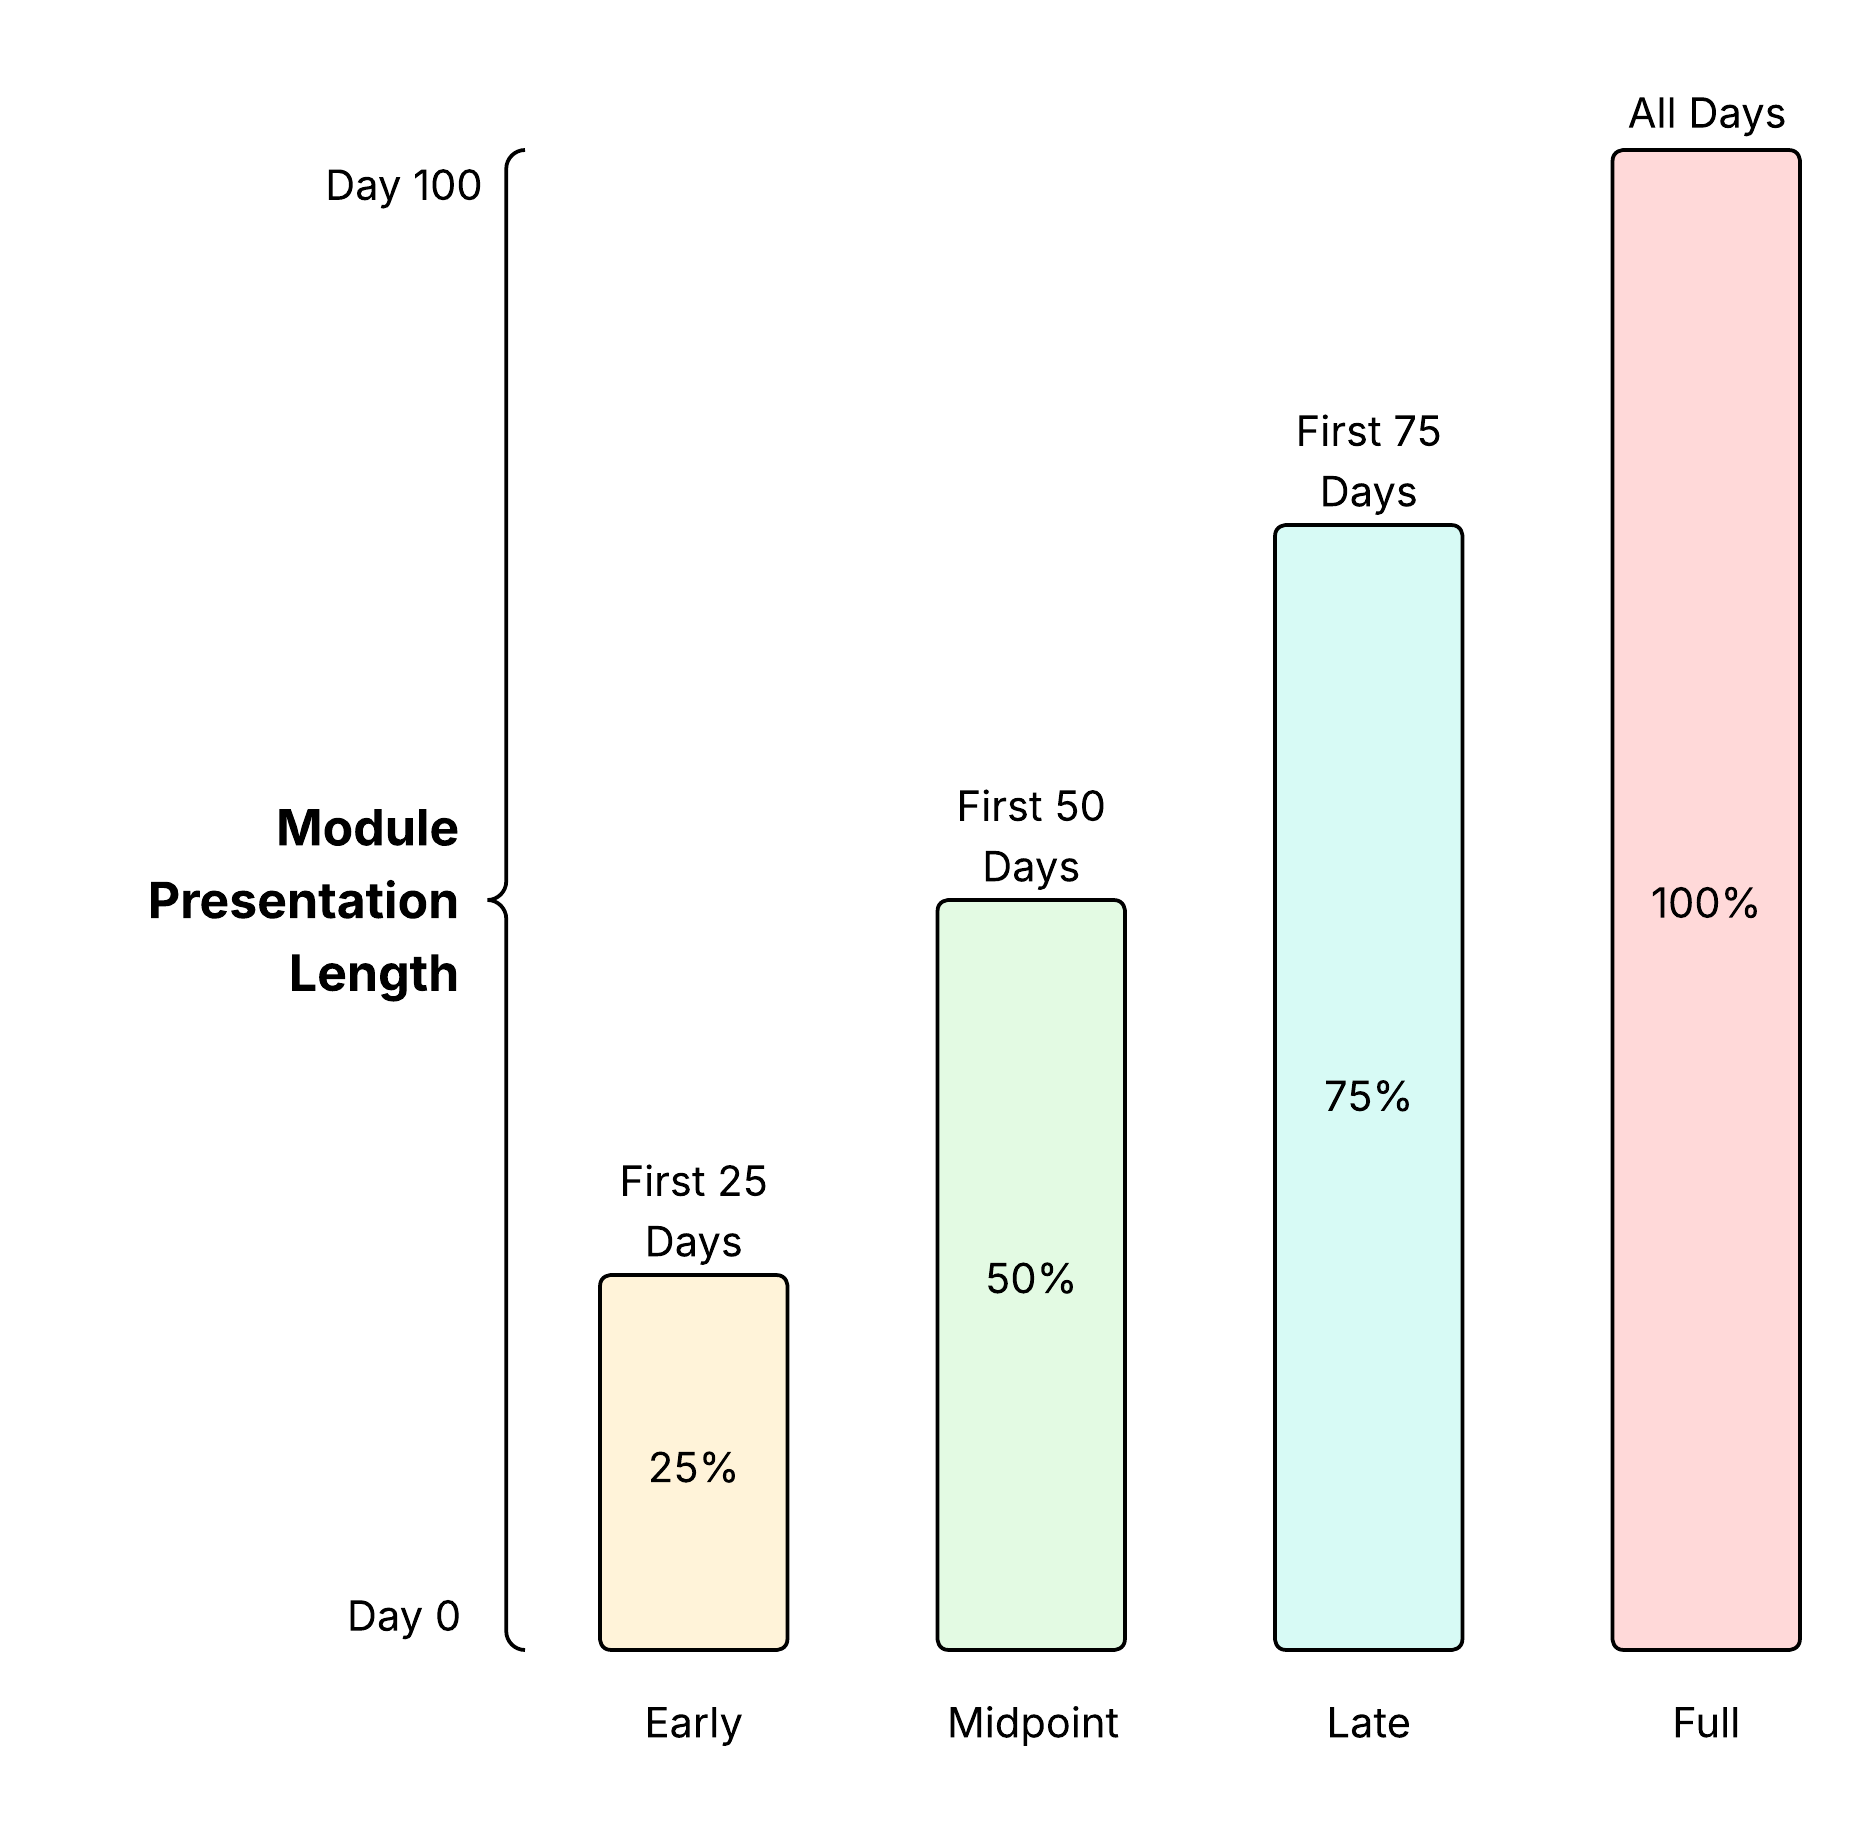 All Days
Day 100
First 75
Days
First 50
Days
Module
Presentation
Length
100%
75%
First 25
Days
50%
25%
Day 0
Early
Midpoint
Late
Full